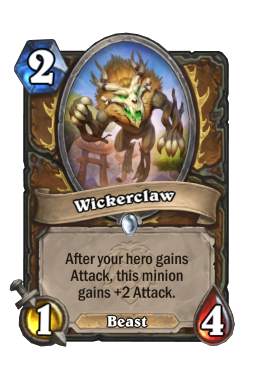 2
Wickerclaw
After your hero gains
Attack, this minion
gains +2 Attack.
1
Beast
4